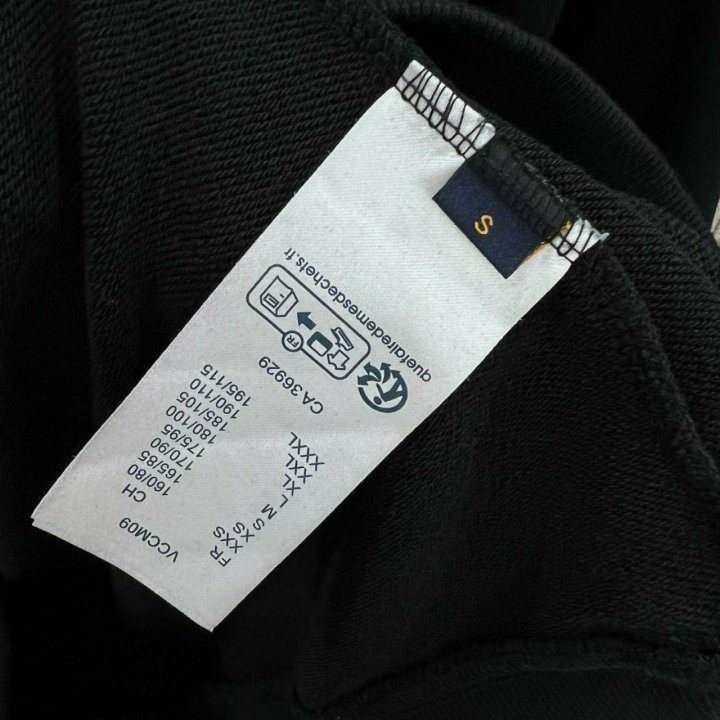 VCCM09
FR CH
XXS 160/80
XS 165/85
S 170/90
M 175/95
L 180/100
XL 185/105
XXL 190/110
XXXL 195/115
CA 36929
FR
quefairedemesdechets.fr
S